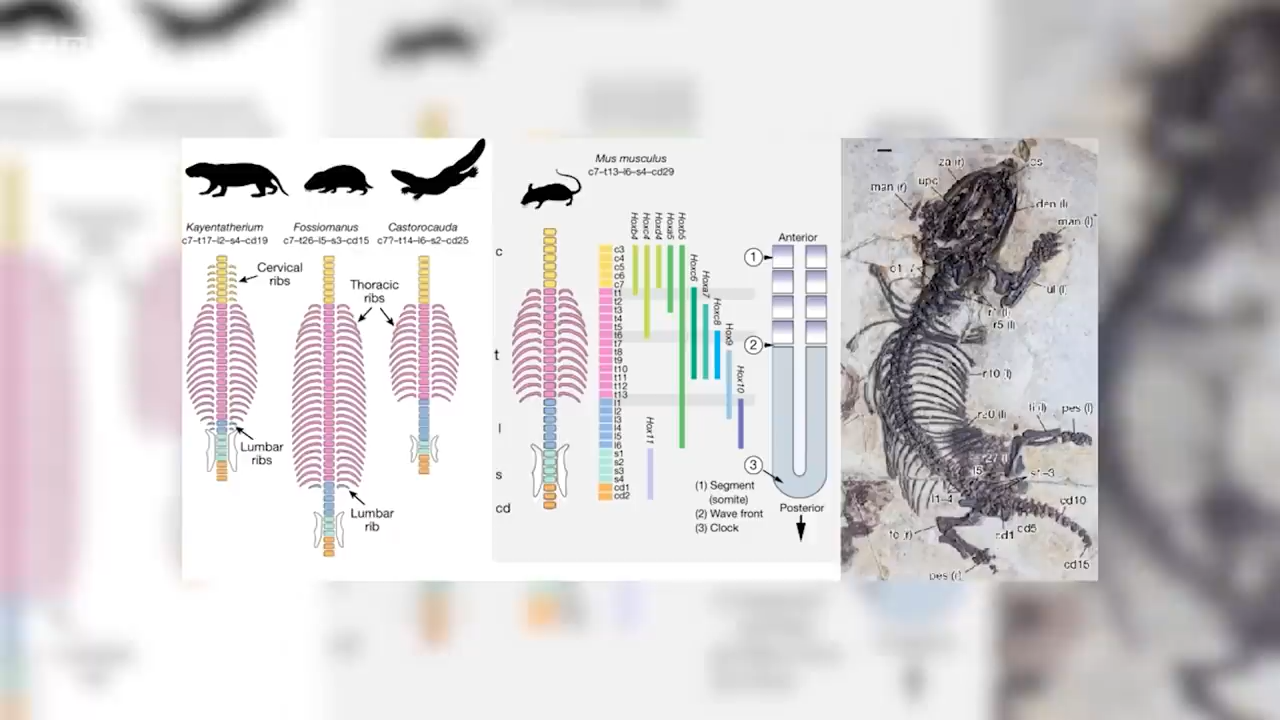 Kayentatherium
c7–t17–l2–s4–cd19
Fossiomanus
c7–t26–l5–s3–cd15
Castorocauda
c7?–t14–l6–s2–cd25
Cervical
ribs
Thoracic
ribs
Lumbar
ribs
Lumbar
rib
Mus musculus
c7–t13–l6–s4–cd29
c
t
l
s
cd
c3
c4
c5
c6
c7
t1
t2
t3
t4
t5
t6
t7
t8
t9
t10
t11
t12
t13
l1
l2
l3
l4
l5
l6
s1
s2
s3
s4
cd1
cd2
Hoxb4
Hoxc4
Hoxd4
Hoxa5
Hoxb5
Hoxc6
Hoxa7
Hoxc8
Hox9
Hox10
Hox11
Anterior
1
2
3
Posterior
(1) Segment
(somite)
(2) Wave front
(3) Clock
za (r)
upc
man (r)
den (l)
man (l)
ul (l)
r5 (l)
r10 (l)
pes (l)
l5
s1–3
l1–4
cd10
cd5
cd1
cd15
pes (r)